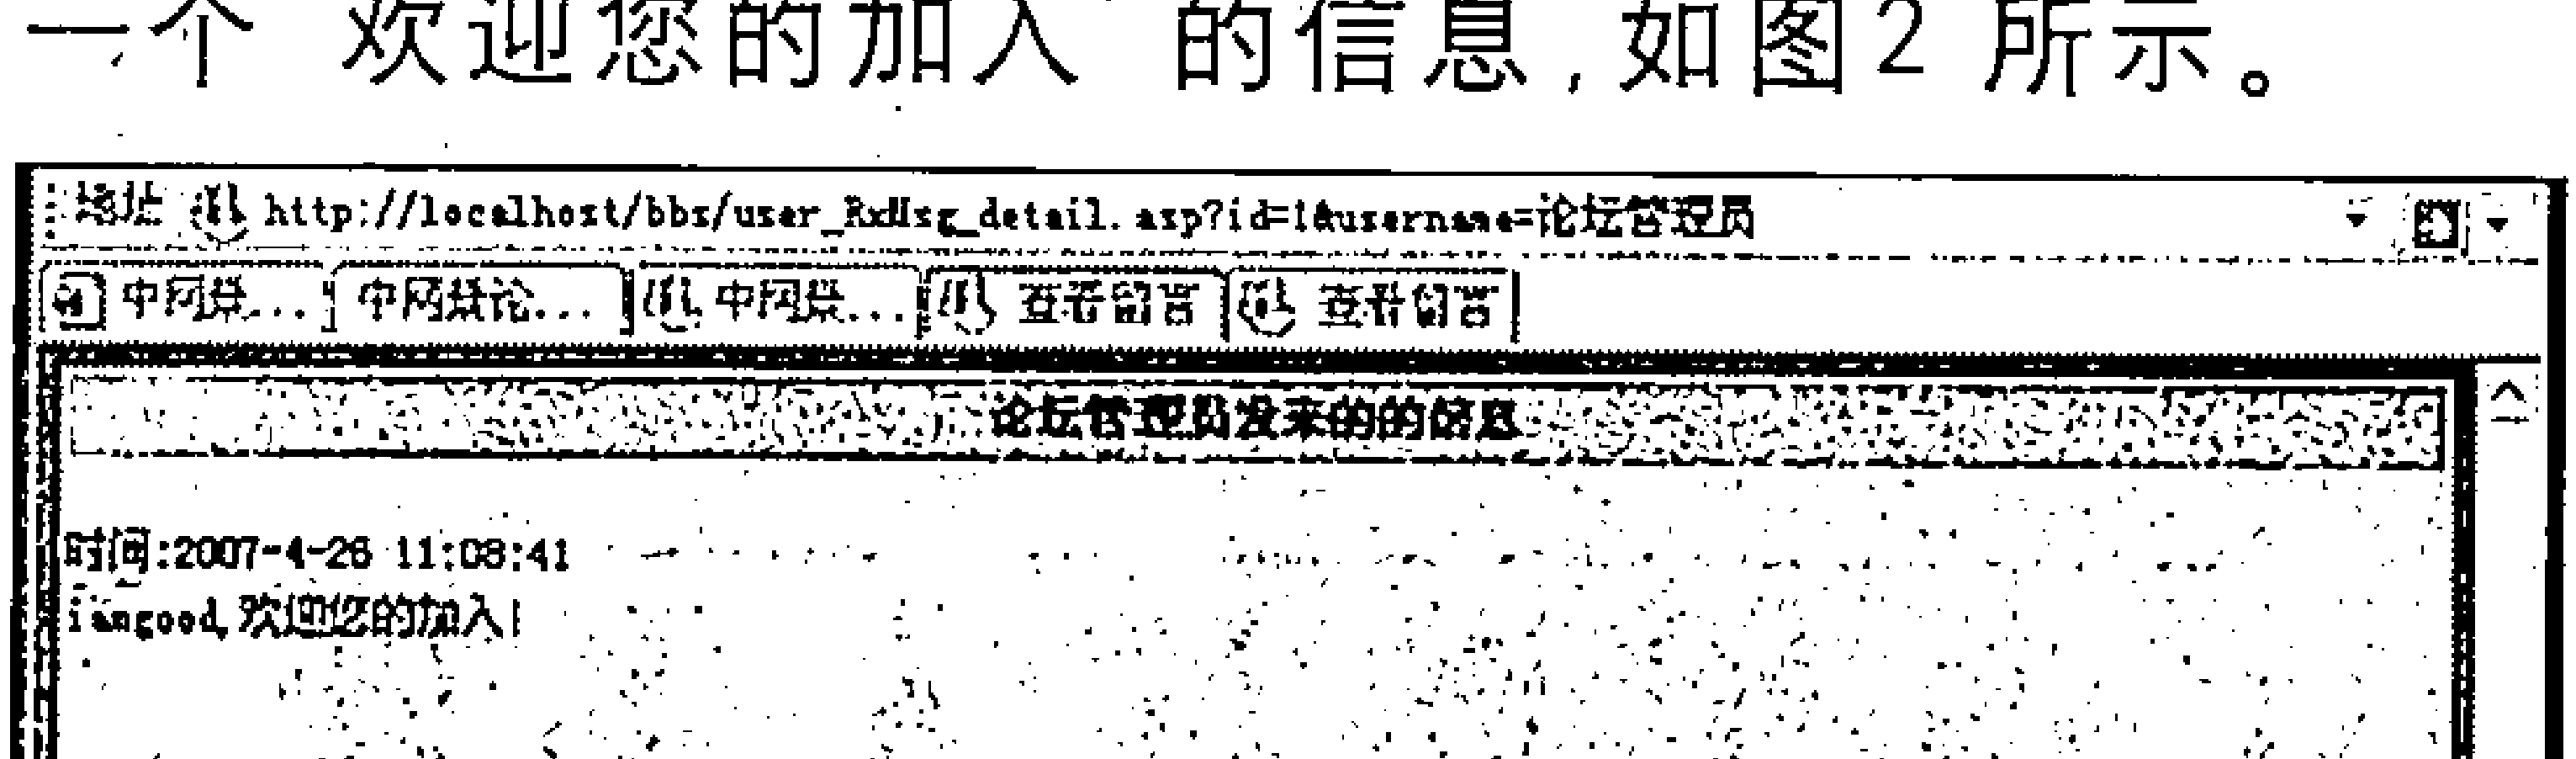 一个“欢迎您的加入”的信息,如图2 所示。
地址 http://localhost/bbs/user_RxMsg_detail.asp?id=1&username=论坛管理员
中网... 中网论... 中网... 查看留言 查看留言
论坛管理员发来的的信息
时间:2007-4-26 11:08:41
iangood,欢迎您的加入!